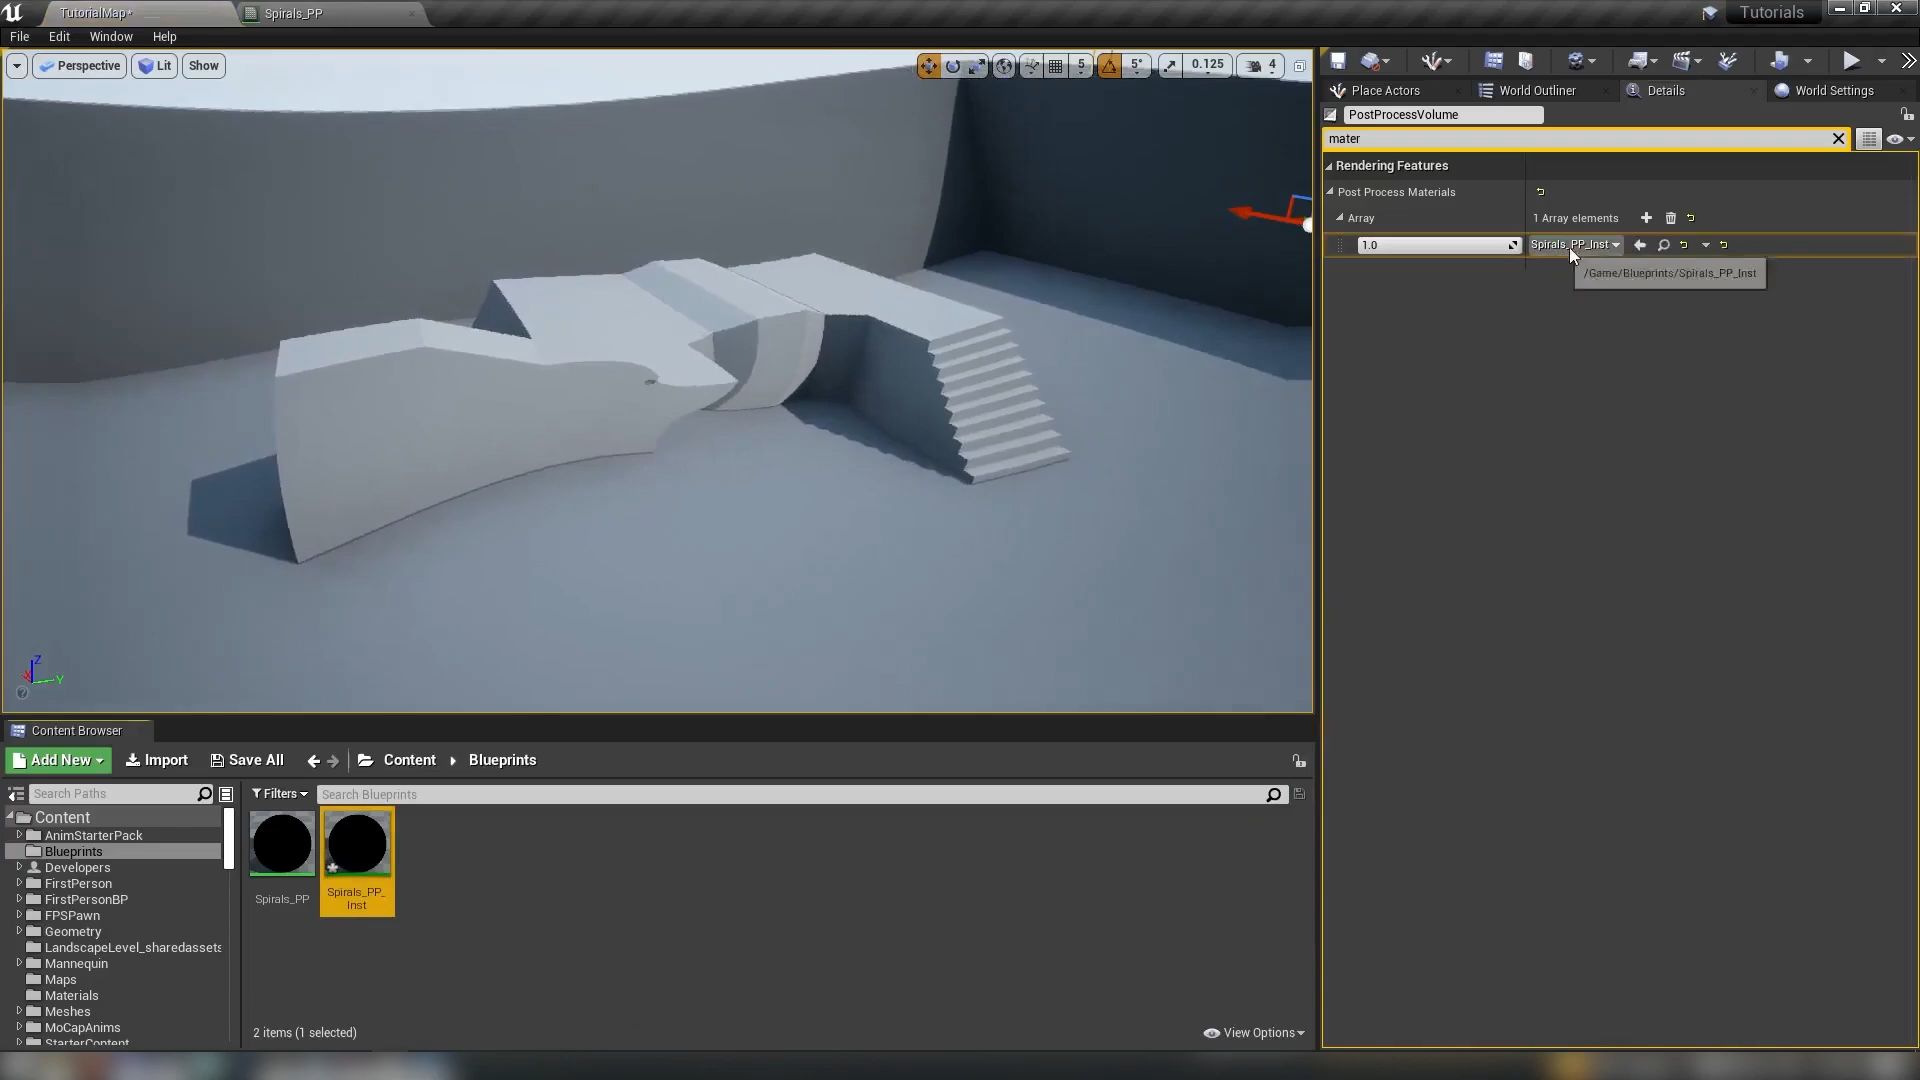 TutorialMap*
Spirals_PP
Tutorials
File Edit Window Help
Perspective
Lit
Show
5
5°
0.125
4
Place Actors
World Outliner
Details
World Settings
PostProcessVolume
mater
Rendering Features
Post Process Materials
Array
1 Array elements
1.0
Spirals_PP_Inst
/Game/Blueprints/Spirals_PP_Inst
Z
X
Y
Content Browser
Add New
Import
Save All
Content
Blueprints
Search Paths
Filters
Search Blueprints
Content
AnimStarterPack
Blueprints
Developers
FirstPerson
FirstPersonBP
FPSPawn
Geometry
LandscapeLevel_sharedassets
Mannequin
Maps
Materials
Meshes
MoCapAnims
StarterContent
Spirals_PP
Spirals_PP_
Inst
2 items (1 selected)
View Options